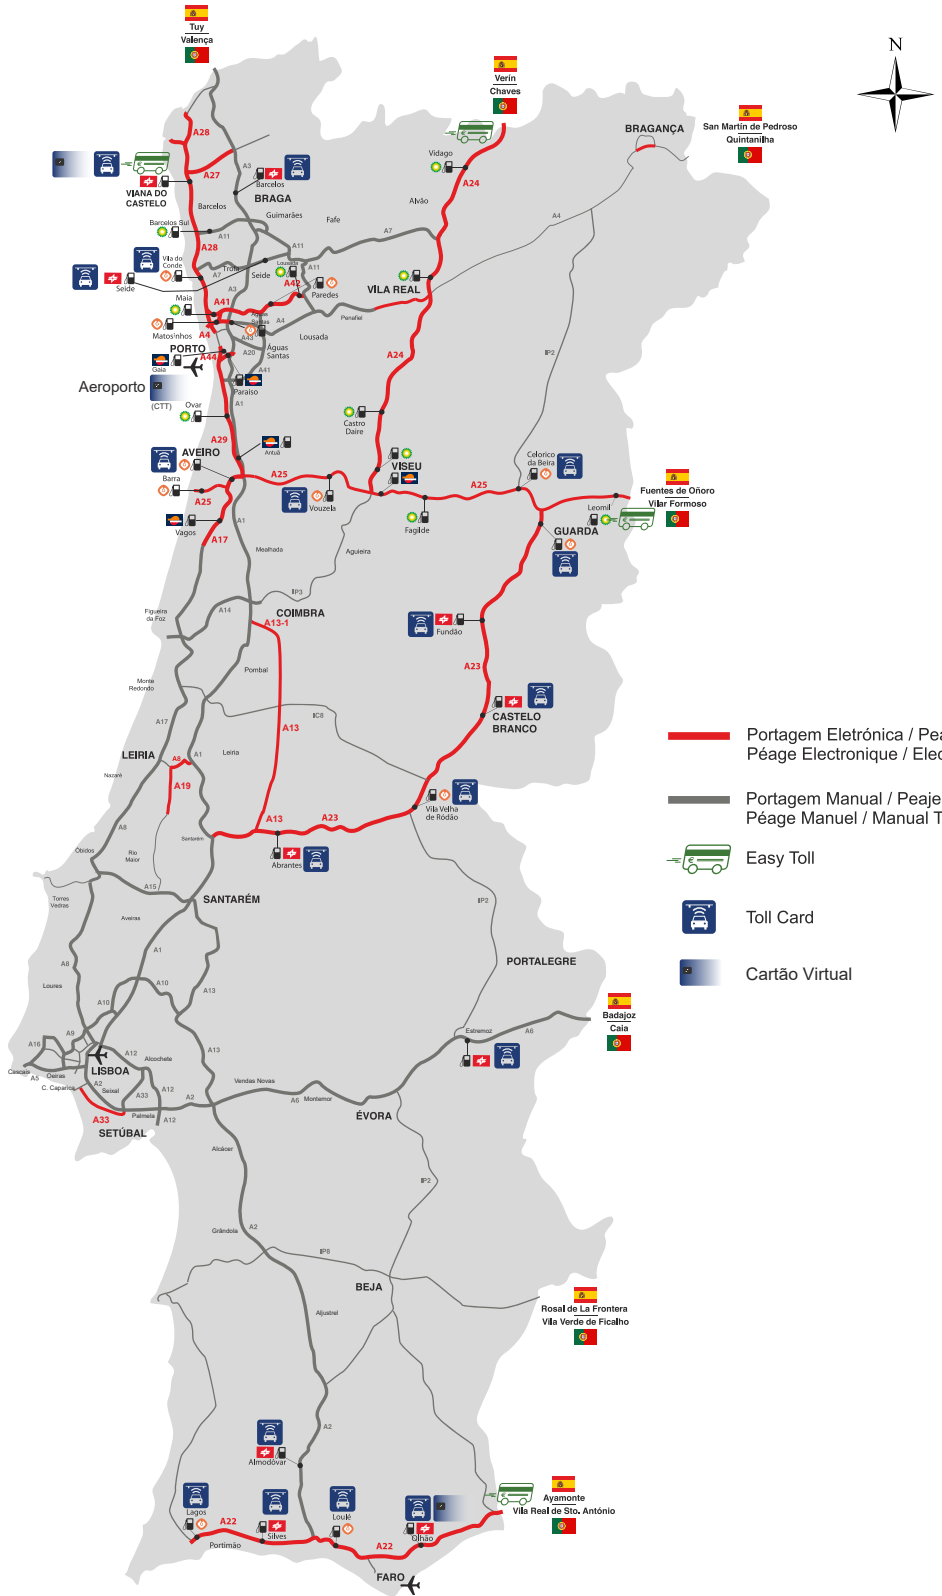 Tuy
Valença
Verín
Chaves
N
San Martín de Pedroso
Quintanilha
BRAGANÇA
A28
A27
A3
Barcelos
BRAGA
VIANA DO
CASTELO
Barcelos
Vidago
A24
Alvão
Guimarães
Fafe
A7
A4
Barcelos Sul
A11
A28
A11
Vila do
Conde
A7
Trofa
Seide
Lousada
A11
A42
Paredes
VILA REAL
Seide
A3
Maia
A41
Águas
Santas
A4
Penafiel
Lousada
Matosinhos
A4
A43
PORTO
A44
A20
Águas
Santas
A41
Gaia
IP2
A24
Aeroporto
(CTT)
Paraíso
A1
Ovar
Castro
Daire
A29
Antuã
AVEIRO
VISEU
Celorico
da Beira
Barra
A25
A25
Vouzela
A25
Fagilde
Leomil
Fuentes de Oñoro
Vilar Formoso
GUARDA
Vagos
A17
A1
Mealhada
Aguieira
IP3
Figueira
da Foz
A14
COIMBRA
A13-1
Fundão
Pombal
A23
Monte
Redondo
A17
A13
IC8
CASTELO
BRANCO
LEIRIA
A8
A1
Leiria
Nazaré
A19
Portagem Eletrónica / Pea
Péage Electronique / Elec
Vila Velha
de Ródão
Portagem Manual / Peaje
Péage Manuel / Manual T
A8
Santarém
A13
A23
Abrantes
Óbidos
Rio
Maior
Easy Toll
A15
SANTARÉM
Torres
Vedras
IP2
Toll Card
Aveiras
A1
PORTALEGRE
A8
Loures
A10
A10
A13
Cartão Virtual
Badajoz
Caia
A9
A16
A12
Alcochete
A13
Estremoz
A6
Cascais
A5
Oeiras
LISBOA
C. Caparica
A2
Seixal
A33
A12
A2
Vendas Novas
A6
Montemor
ÉVORA
A33
Palmela
A12
SETÚBAL
Alcácer
IP2
Grândola
A2
IP8
BEJA
Rosal de La Frontera
Vila Verde de Ficalho
Aljustrel
A2
Almodôvar
Lagos
Silves
Loulé
Olhão
Ayamonte
Vila Real de Sto. António
A22
Portimão
A22
FARO